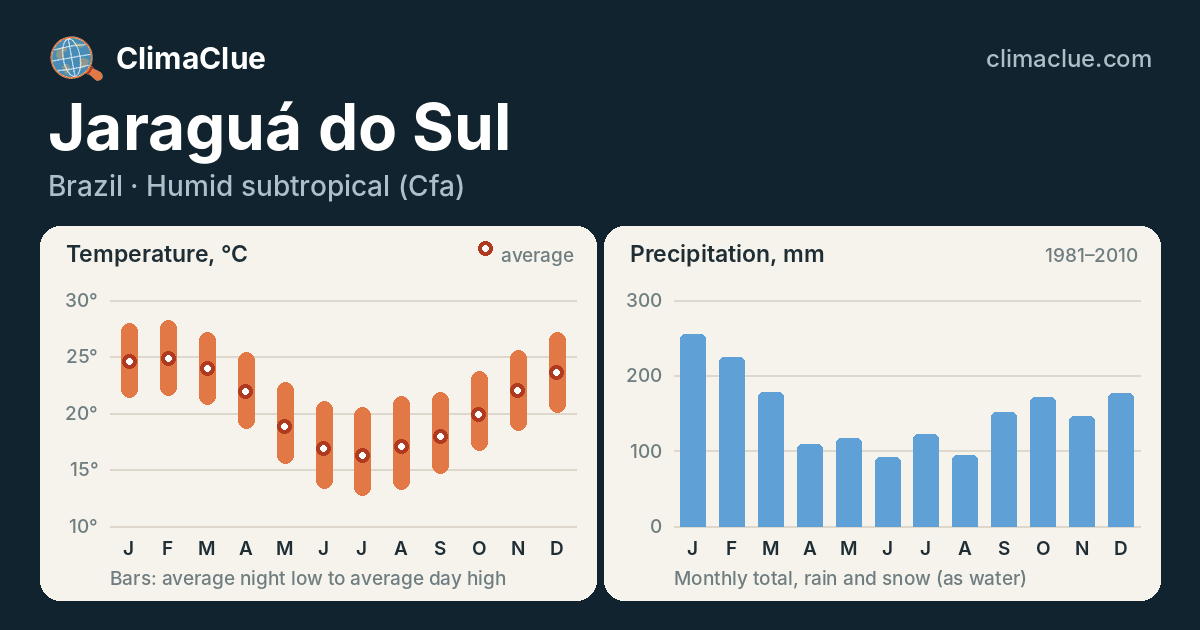 ClimaClue
climaclue.com
Jaraguá do Sul
Brazil · Humid subtropical (Cfa)
Temperature, °C
average
30°
25°
20°
15°
10°
J F M A M J J A S O N D
Bars: average night low to average day high
Precipitation, mm
1981–2010
300
200
100
0
J F M A M J J A S O N D
Monthly total, rain and snow (as water)